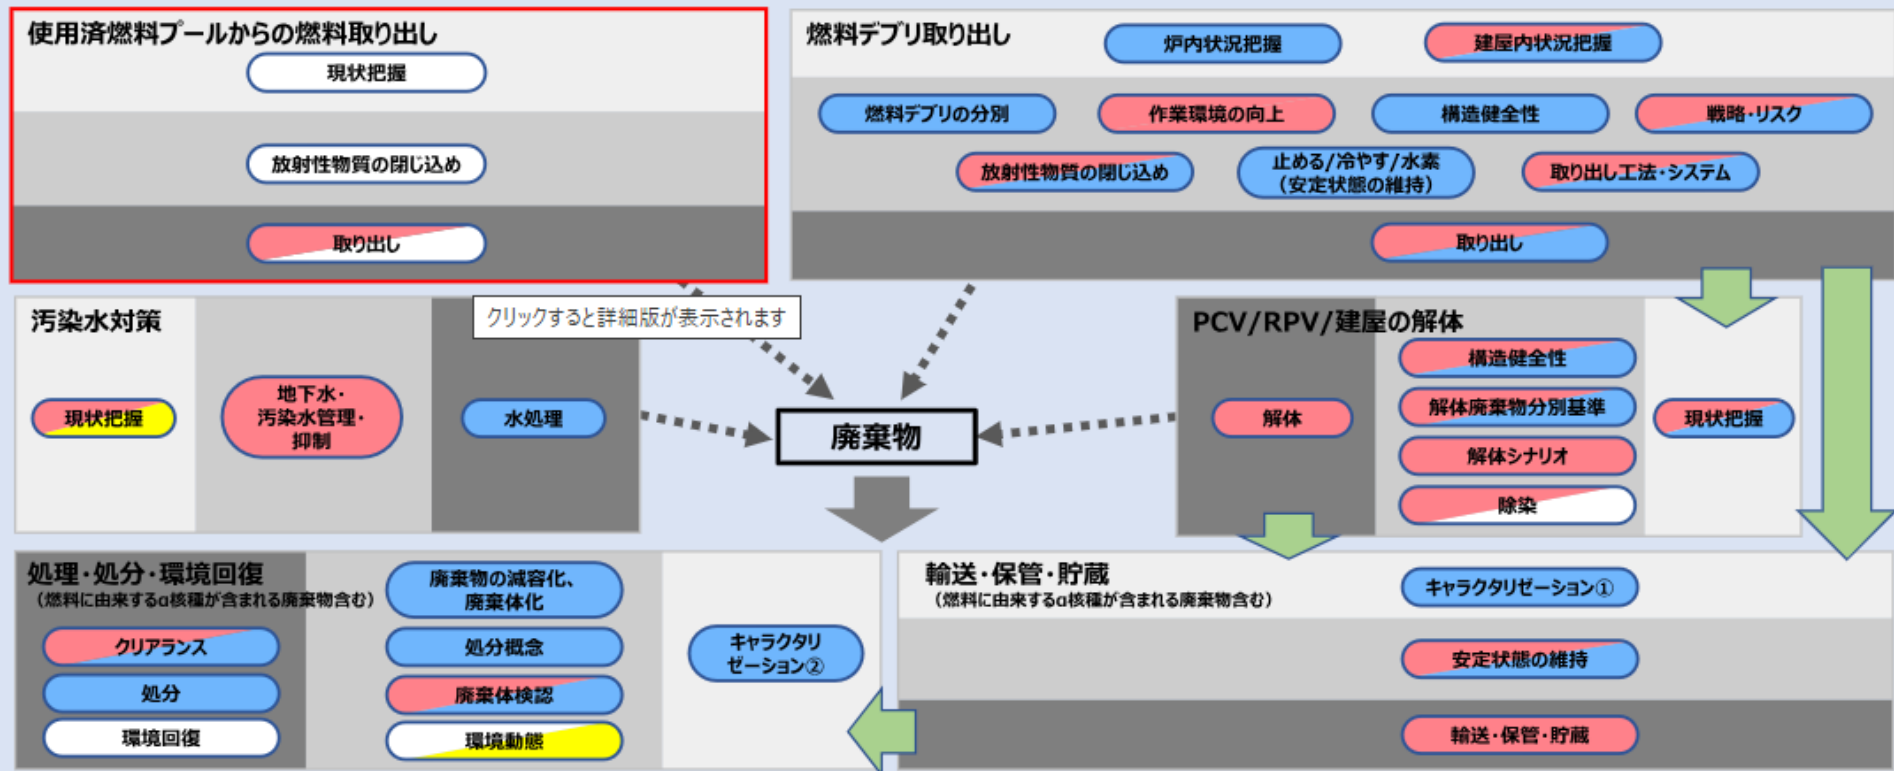 使用済燃料プールからの燃料取り出し
現状把握
放射性物質の閉じ込め
取り出し
燃料デブリ取り出し
炉内状況把握
建屋内状況把握
燃料デブリの分別
作業環境の向上
構造健全性
戦略・リスク
放射性物質の閉じ込め
止める/冷やす/水素
（安定状態の維持）
取り出し工法・システム
取り出し
クリックすると詳細版が表示されます
汚染水対策
現状把握
地下水・
汚染水管理・
抑制
水処理
廃棄物
PCV/RPV/建屋の解体
解体
構造健全性
解体廃棄物分別基準
解体シナリオ
除染
現状把握
処理・処分・環境回復
（燃料に由来するα核種が含まれる廃棄物含む）
クリアランス
処分
環境回復
廃棄物の減容化、
廃棄体化
処分概念
廃棄体検認
環境動態
キャラクタリ
ゼーション②
輸送・保管・貯蔵
（燃料に由来するα核種が含まれる廃棄物含む）
キャラクタリゼーション①
安定状態の維持
輸送・保管・貯蔵